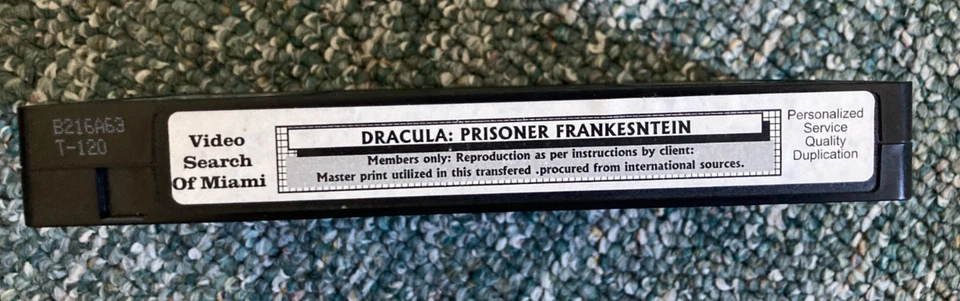 B216A63
T-120
Video
Search
Of Miami
DRACULA: PRISONER FRANKESNTEIN
Members only: Reproduction as per instructions by client:
Master print utilized in this transfered .procured from international sources.
Personalized
Service
Quality
Duplication